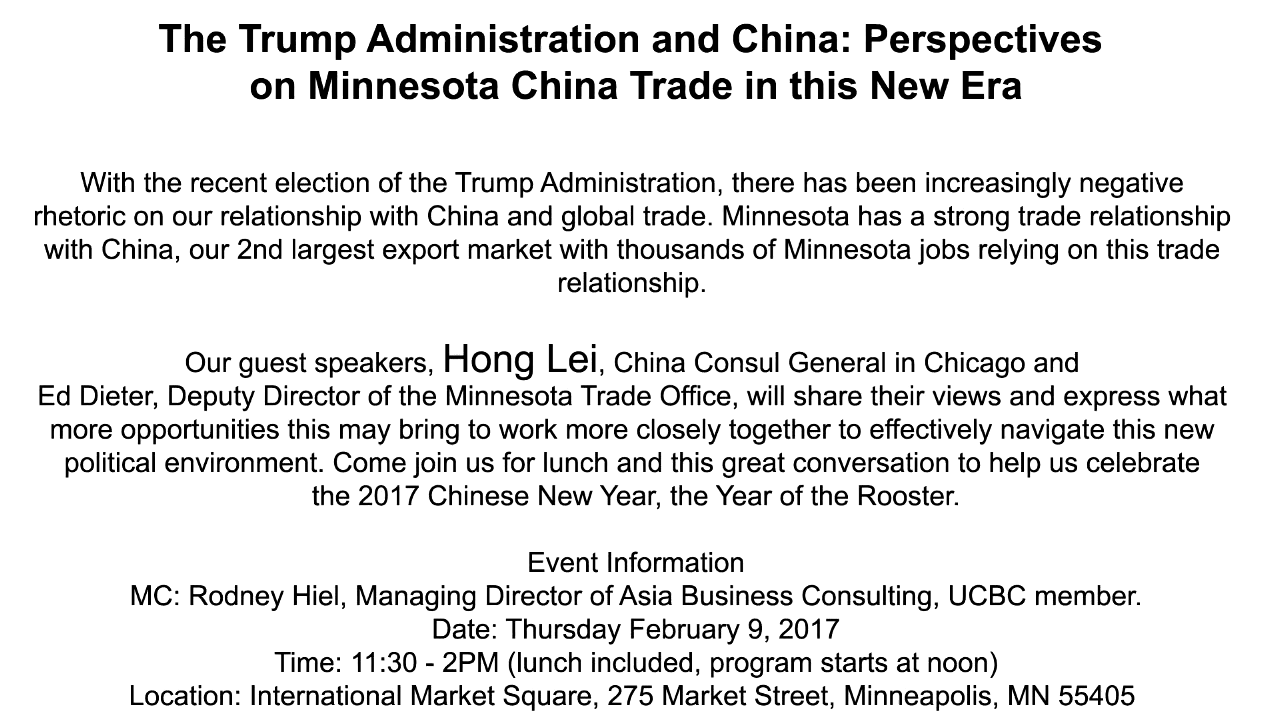 The Trump Administration and China: Perspectives
on Minnesota China Trade in this New Era
With the recent election of the Trump Administration, there has been increasingly negative
rhetoric on our relationship with China and global trade. Minnesota has a strong trade relationship
with China, our 2nd largest export market with thousands of Minnesota jobs relying on this trade
relationship.
Our guest speakers, Hong Lei, China Consul General in Chicago and
Ed Dieter, Deputy Director of the Minnesota Trade Office, will share their views and express what
more opportunities this may bring to work more closely together to effectively navigate this new
political environment. Come join us for lunch and this great conversation to help us celebrate
the 2017 Chinese New Year, the Year of the Rooster.
Event Information
MC: Rodney Hiel, Managing Director of Asia Business Consulting, UCBC member.
Date: Thursday February 9, 2017
Time: 11:30 - 2PM (lunch included, program starts at noon)
Location: International Market Square, 275 Market Street, Minneapolis, MN 55405